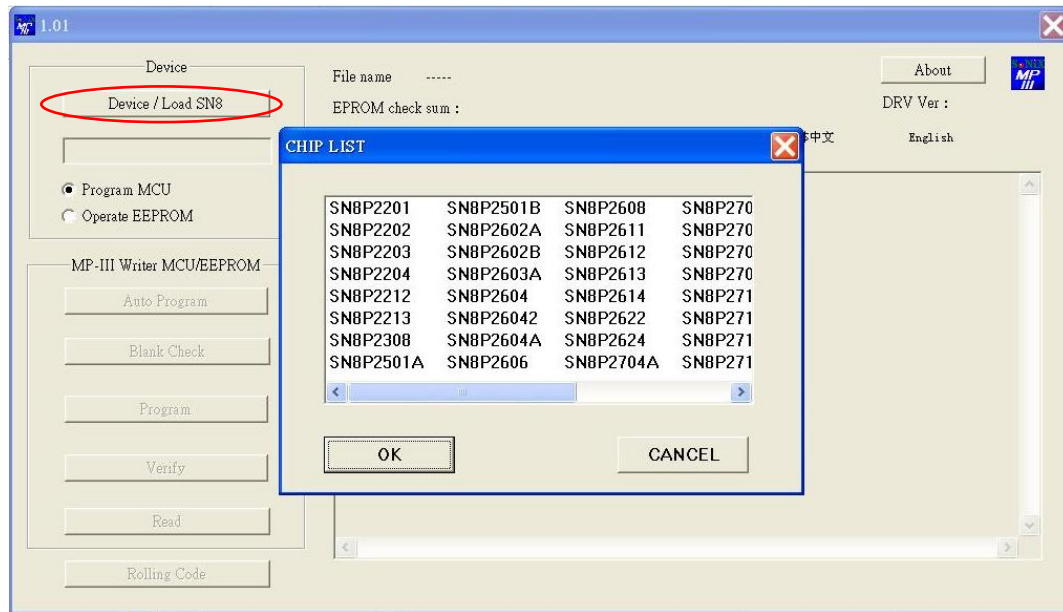 1.01
Device
Device / Load SN8
Program MCU
Operate EEPROM
MP-III Writer MCU/EEPROM
Auto Program
Blank Check
Program
Verify
Read
Rolling Code
File name -----
EPROM check sum :
About
DRV Ver :
中文 English
SONIX
MP
III
CHIP LIST
SN8P2201 SN8P2501B SN8P2608 SN8P270
SN8P2202 SN8P2602A SN8P2611 SN8P270
SN8P2203 SN8P2602B SN8P2612 SN8P270
SN8P2204 SN8P2603A SN8P2613 SN8P270
SN8P2212 SN8P2604 SN8P2614 SN8P271
SN8P2213 SN8P26042 SN8P2622 SN8P271
SN8P2308 SN8P2604A SN8P2624 SN8P271
SN8P2501A SN8P2606 SN8P2704A SN8P271
OK CANCEL